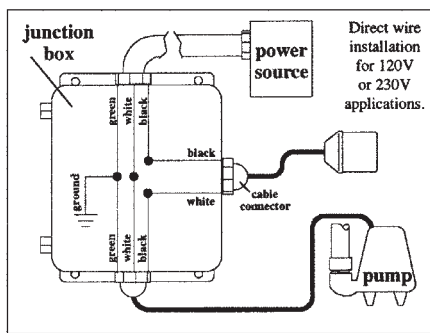 junction
box
power
source
Direct wire
installation
for 120V
or 230V
applications.
green
white
black
black
white
cable
connector
ground
green
white
black
pump